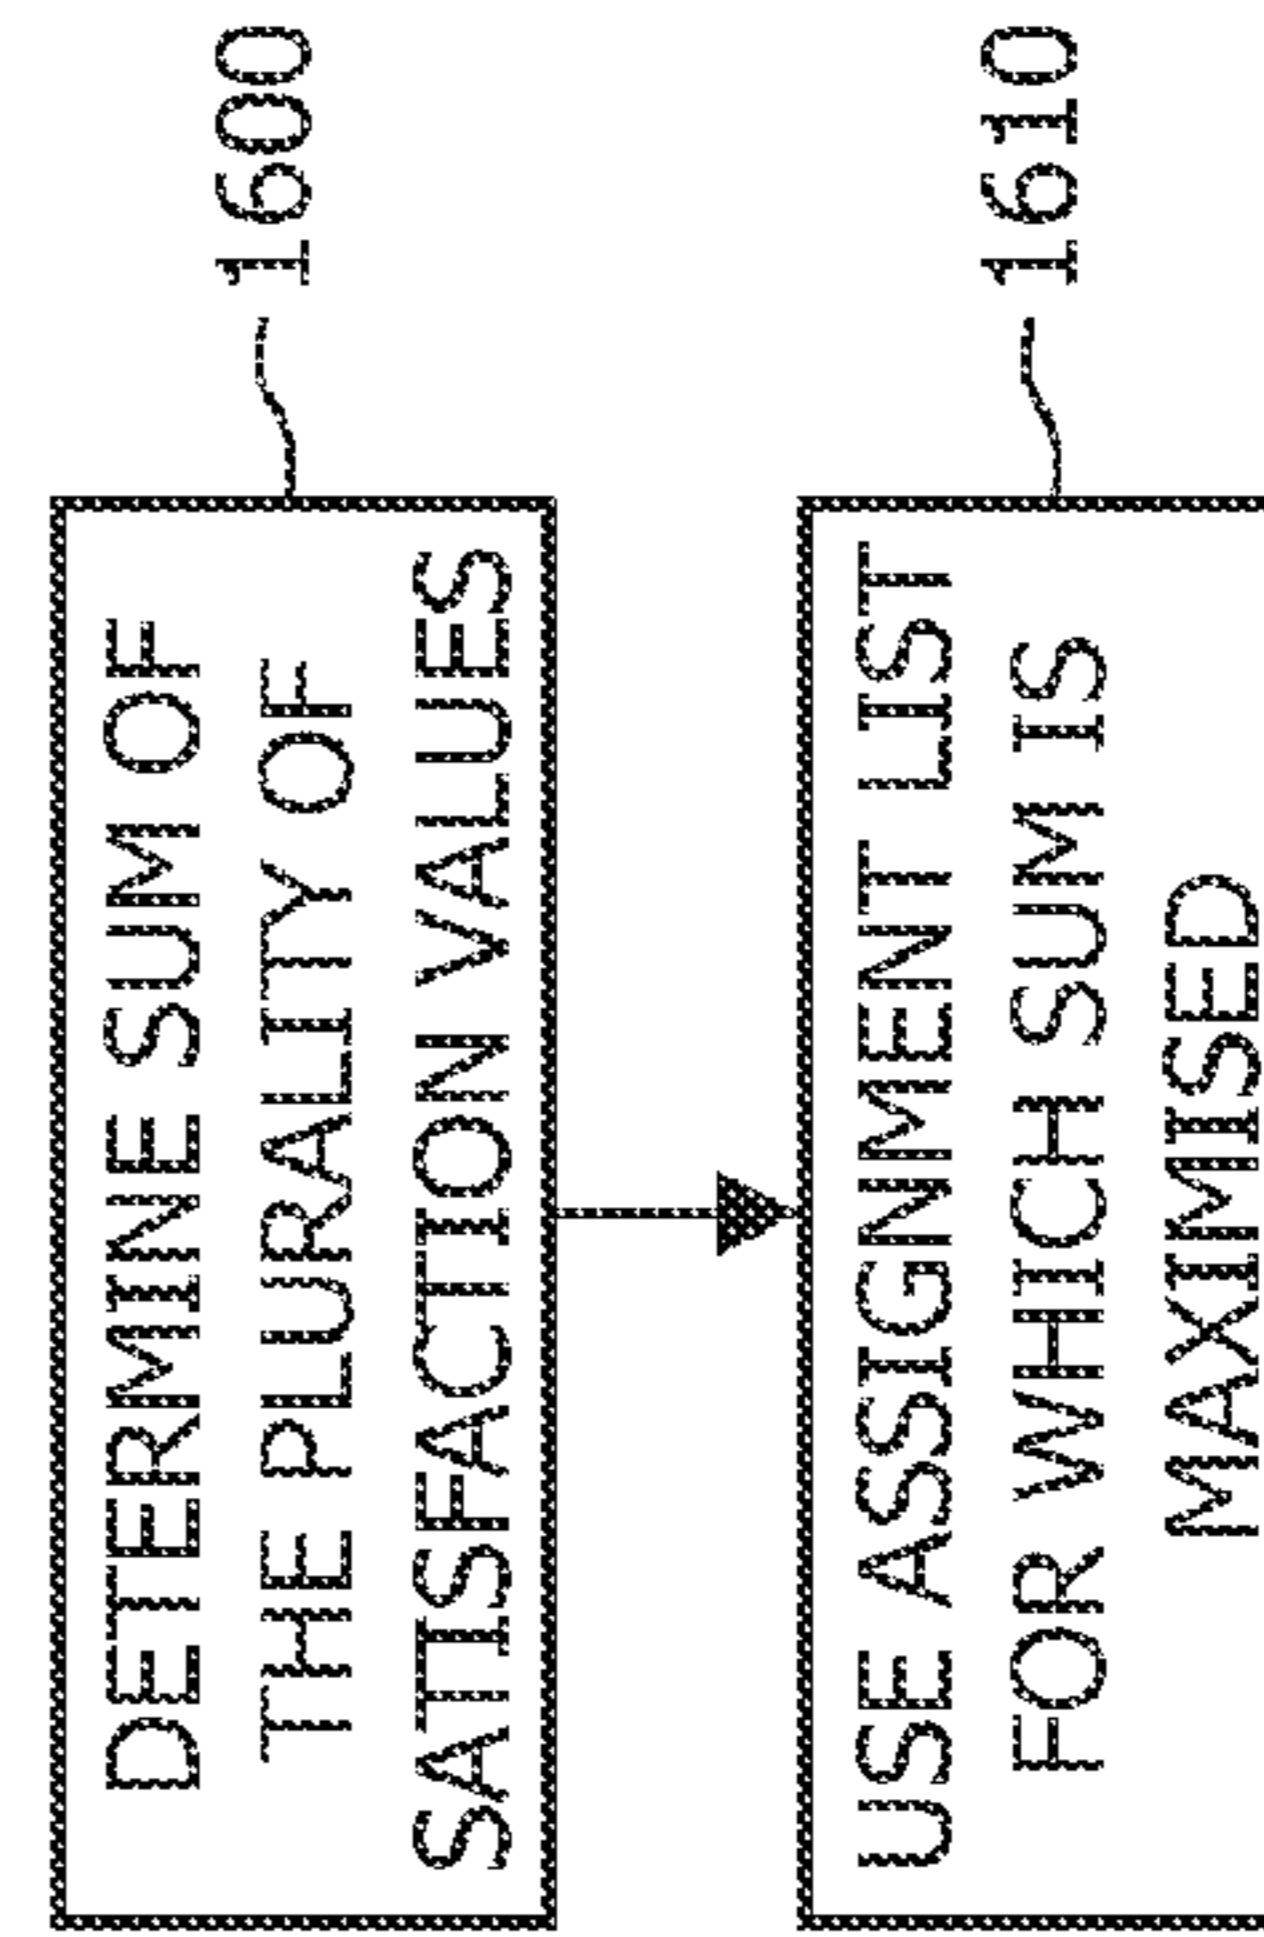 DETERMINE SUM OF
THE PLURALITY OF
SATISFACTION VALUES
1600
USE ASSIGNMENT LIST
FOR WHICH SUM IS
MAXIMISED
1610